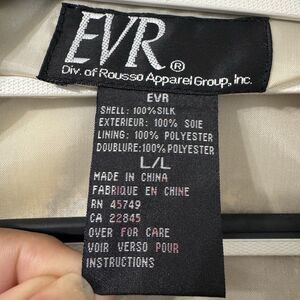 EVR®
Div. of Rousso Apparel Group, Inc.
EVR
SHELL: 100%SILK
EXTERIEUR: 100% SOIE
LINING: 100% POLYESTER
DOUBLURE:100% POLYESTER
L/L
MADE IN CHINA
FABRIQUE EN CHINE
RN 45749
CA 22845
OVER FOR CARE
VOIR VERSO POUR
INSTRUCTIONS